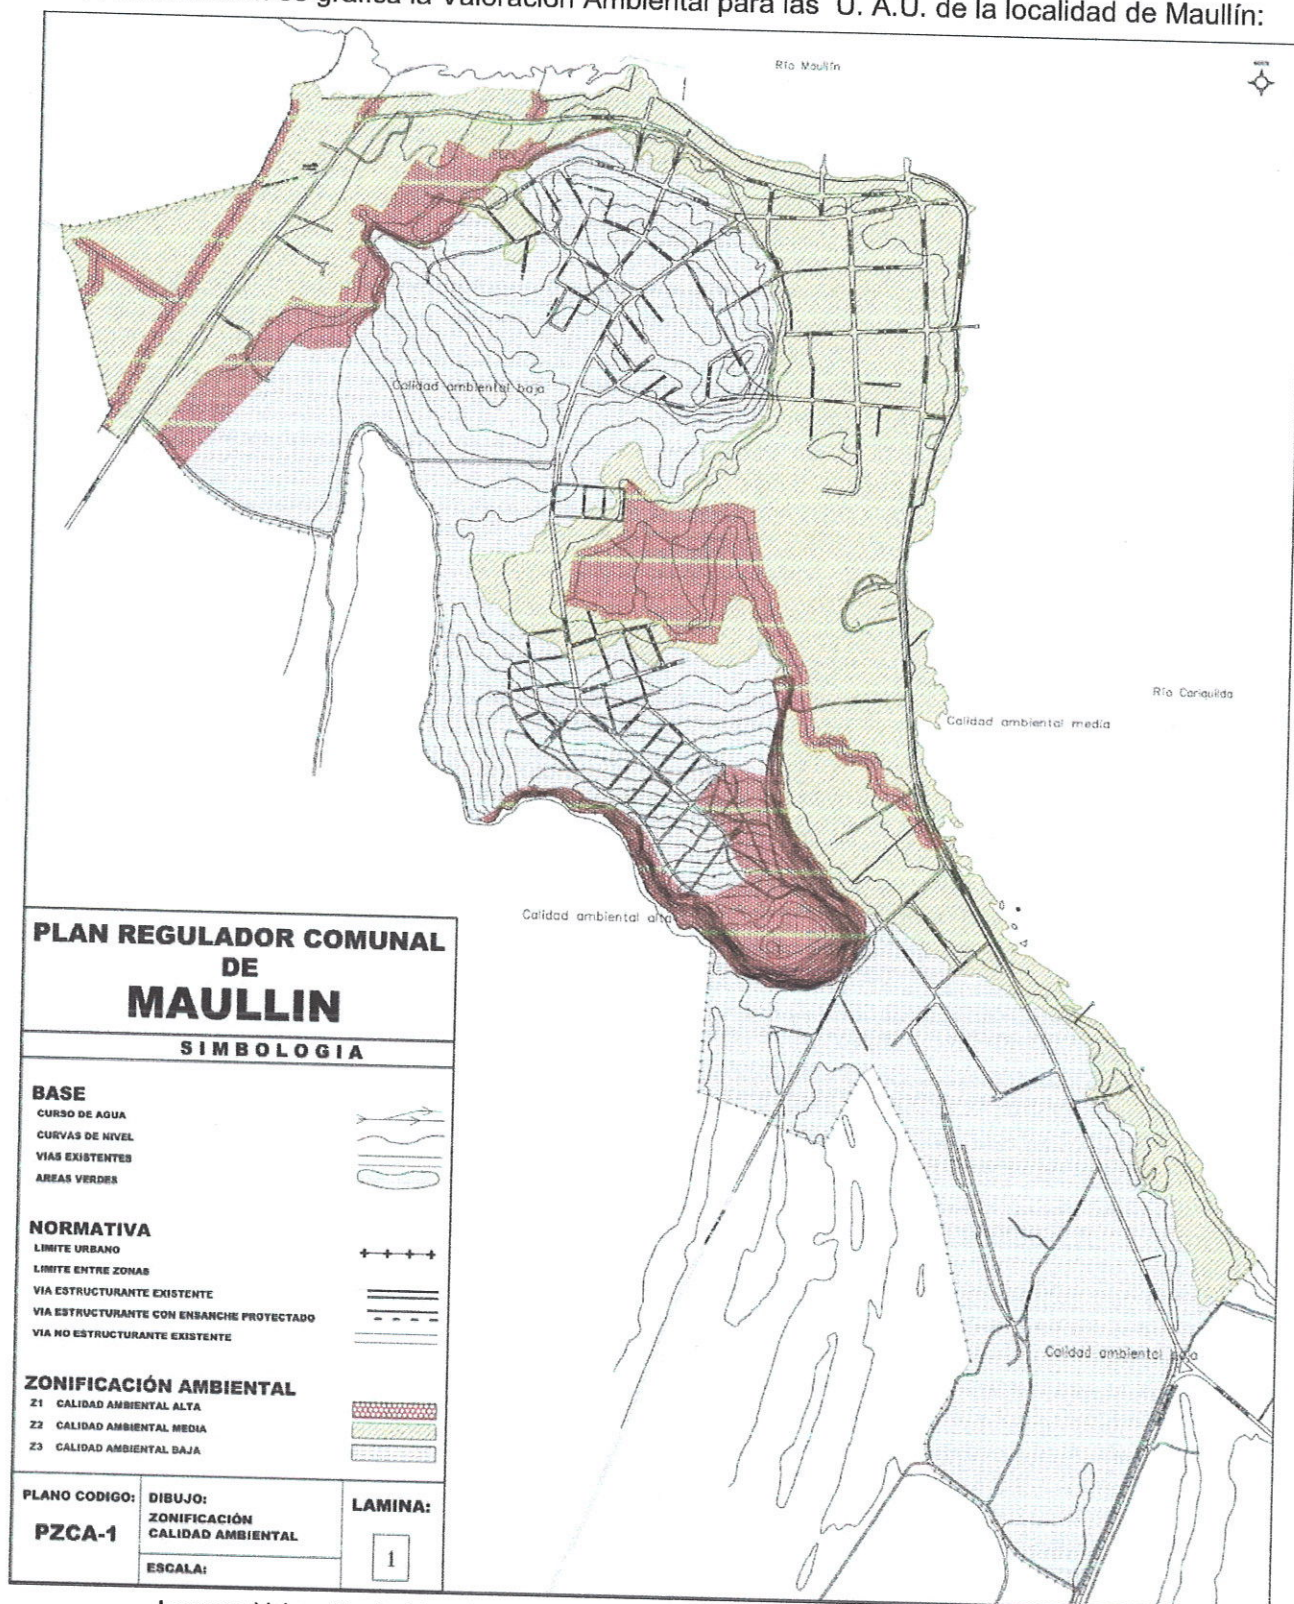 se grafica la Valoración Ambiental para las U. A.U. de la localidad de Maullín:
Río Maullín
Calidad ambiental baja
Río Cariquilda
Calidad ambiental media
Calidad ambiental alta
Calidad ambiental
PLAN REGULADOR COMUNAL
DE
MAULLIN
SIMBOLOGIA
BASE
CURSO DE AGUA
CURVAS DE NIVEL
VIAS EXISTENTES
AREAS VERDES
NORMATIVA
LIMITE URBANO
LIMITE ENTRE ZONAS
VIA ESTRUCTURANTE EXISTENTE
VIA ESTRUCTURANTE CON ENSANCHE PROYECTADO
VIA NO ESTRUCTURANTE EXISTENTE
ZONIFICACIÓN AMBIENTAL
Z1 CALIDAD AMBIENTAL ALTA
Z2 CALIDAD AMBIENTAL MEDIA
Z3 CALIDAD AMBIENTAL BAJA
PLANO CODIGO:
PZCA-1
DIBUJO:
ZONIFICACIÓN
CALIDAD AMBIENTAL
ESCALA:
LAMINA:
1